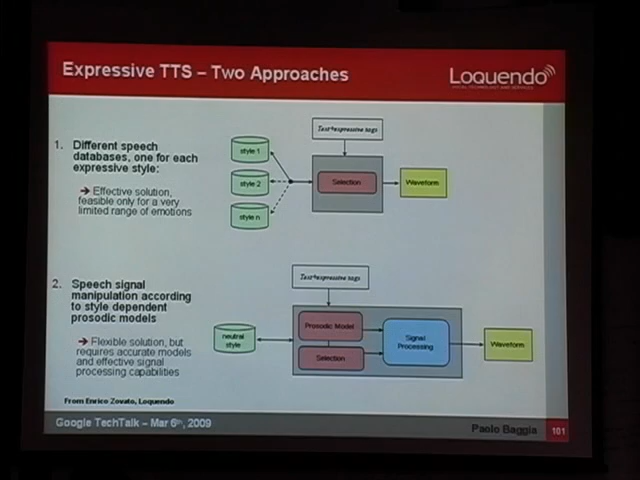 Expressive TTS – Two Approaches
Loquendo
1. Different speech
databases, one for each
expressive style:
➔ Effective solution,
feasible only for a very
limited range of emotions
Text+expressive tags
style 1
style 2
style n
Selection
Waveform
2. Speech signal
manipulation according
to style dependent
prosodic models
➔ Flexible solution, but
requires accurate models
and effective signal
processing capabilities
Text+expressive tags
neutral
style
Prosodic Model
Selection
Signal
Processing
Waveform
From Enrico Zovato, Loquendo
Google TechTalk – Mar 6th, 2009
Paolo Baggia
101